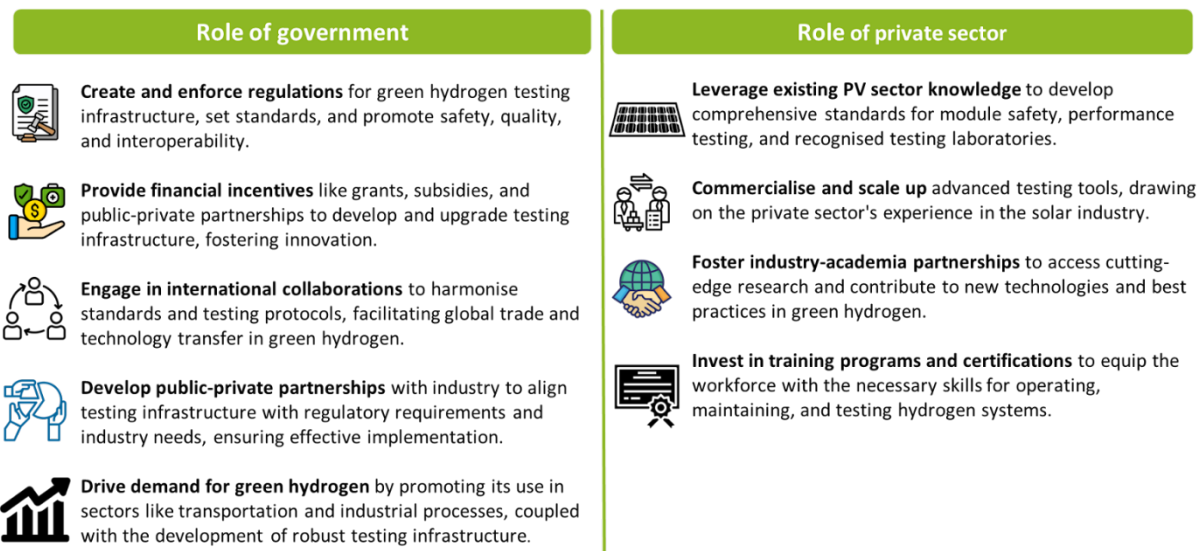 Role of government
Create and enforce regulations for green hydrogen testing
infrastructure, set standards, and promote safety, quality,
and interoperability.
Provide financial incentives like grants, subsidies, and
public-private partnerships to develop and upgrade testing
infrastructure, fostering innovation.
Engage in international collaborations to harmonise
standards and testing protocols, facilitating global trade and
technology transfer in green hydrogen.
Develop public-private partnerships with industry to align
testing infrastructure with regulatory requirements and
industry needs, ensuring effective implementation.
Drive demand for green hydrogen by promoting its use in
sectors like transportation and industrial processes, coupled
with the development of robust testing infrastructure.
Role of private sector
Leverage existing PV sector knowledge to develop
comprehensive standards for module safety, performance
testing, and recognised testing laboratories.
Commercialise and scale up advanced testing tools, drawing
on the private sector's experience in the solar industry.
Foster industry-academia partnerships to access cutting-
edge research and contribute to new technologies and best
practices in green hydrogen.
Invest in training programs and certifications to equip the
workforce with the necessary skills for operating,
maintaining, and testing hydrogen systems.